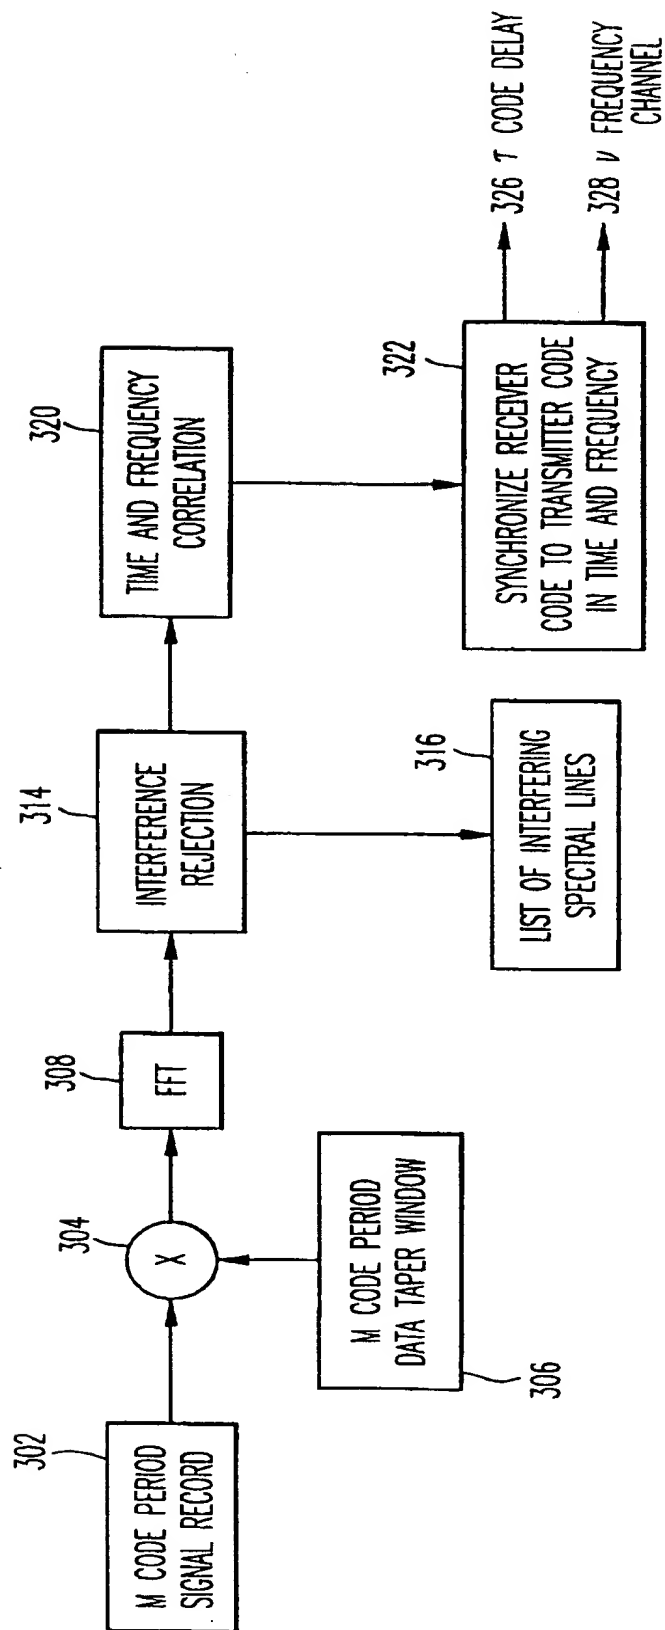 302
M CODE PERIOD
SIGNAL RECORD
304
X
M CODE PERIOD
DATA TAPER WINDOW
306
308
FFT
314
INTERFERENCE
REJECTION
316
LIST OF INTERFERING
SPECTRAL LINES
320
TIME AND FREQUENCY
CORRELATION
322
SYNCHRONIZE RECEIVER
CODE TO TRANSMITTER CODE
IN TIME AND FREQUENCY
326 τ CODE DELAY
328 ν FREQUENCY
CHANNEL